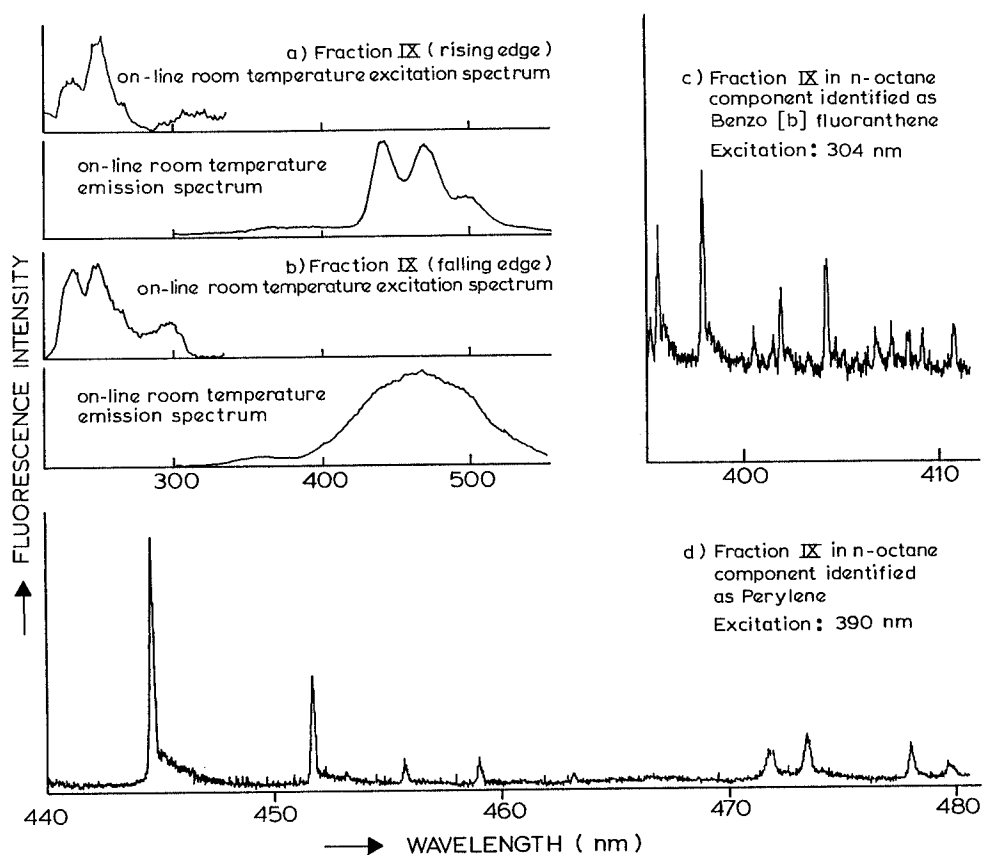 a) Fraction IX (rising edge)
on-line room temperature excitation spectrum
on-line room temperature
emission spectrum
b) Fraction IX (falling edge)
on-line room temperature excitation spectrum
on-line room temperature
emission spectrum
300 400 500
c) Fraction IX in n-octane
component identified as
Benzo [b] fluoranthene
Excitation: 304 nm
400 410
FLUORESCENCE INTENSITY
d) Fraction IX in n-octane
component identified
as Perylene
Excitation: 390 nm
440 450 460 470 480
WAVELENGTH ( nm )